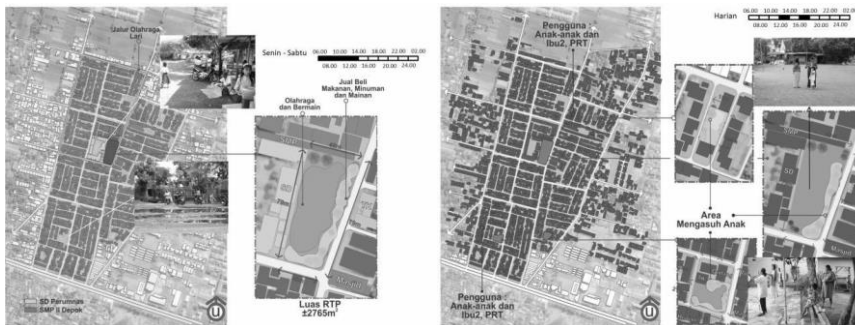 Jalur Olahraga
Lari
Senin - Sabtu
06.00 10.00 14.00 18.00 22.00 02.00
08.00 12.00 16.00 20.00 24.00
Olahraga
dan Bermain
Jual Beli
Makanan, Minuman
dan Mainan
SD
Masjid
Luas RTP
±2765m²
SD Perumnas
SMP II Depok
U
Pengguna :
Anak-anak dan
Ibu2, PRT
Harian
06.00 10.00 14.00 18.00 22.00 02.00
08.00 12.00 16.00 20.00 24.00
SMP
SD
Masjid
Area
Mengasuh Anak
Pengguna :
Anak-anak dan
Ibu2, PRT
U